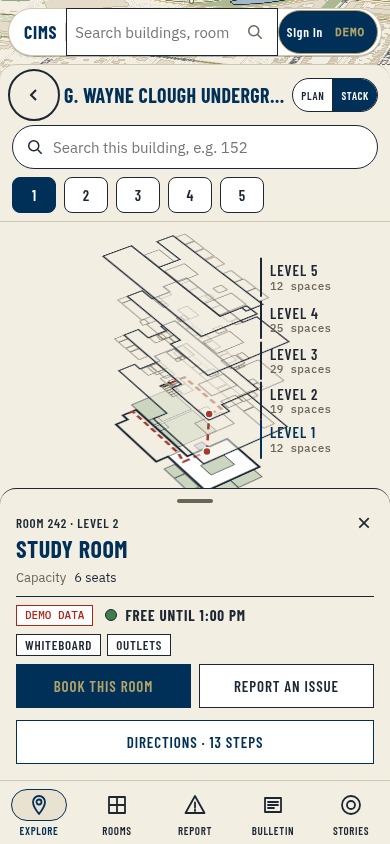 CIMS
Search buildings, room
Sign In DEMO
G. WAYNE CLOUGH UNDERGR...
PLAN STACK
Search this building, e.g. 152
1 2 3 4 5
LEVEL 5
12 spaces
LEVEL 4
25 spaces
LEVEL 3
29 spaces
LEVEL 2
19 spaces
LEVEL 1
12 spaces
ROOM 242 · LEVEL 2
STUDY ROOM
Capacity 6 seats
DEMO DATA FREE UNTIL 1:00 PM
WHITEBOARD OUTLETS
BOOK THIS ROOM REPORT AN ISSUE
DIRECTIONS · 13 STEPS
EXPLORE ROOMS REPORT BULLETIN STORIES